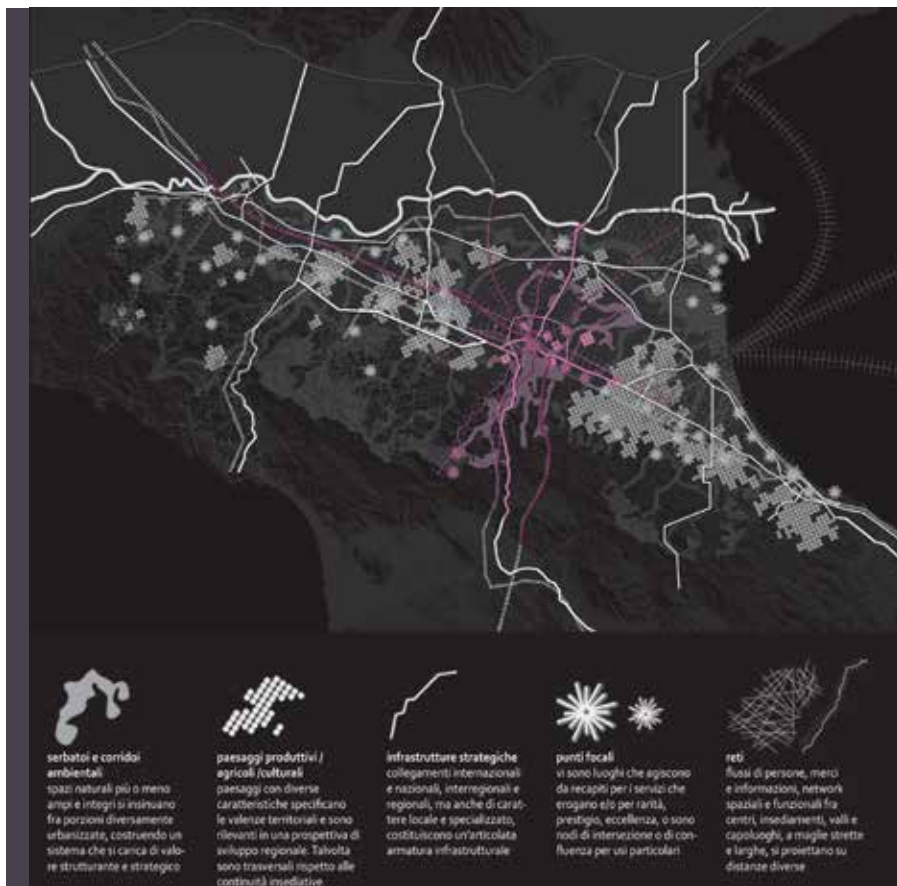 serbatoi e corridoi
ambientali
spazi naturali più o meno
ampi e integri si insinuano
fra porzioni diversamente
urbanizzate, costruendo un
sistema che si carica di valo-
re strutturante e strategico
paesaggi produttivi /
agricoli /culturali
paesaggi con diverse
caratteristiche specificano
le valenze territoriali e sono
rilevanti in una prospettiva di
sviluppo regionale. Talvolta
sono trasversali rispetto alle
continuità insediative
infrastrutture strategiche
collegamenti internazionali
e nazionali, interregionali e
regionali, ma anche di carat-
tere locale e specializzato,
costituiscono un'articolata
armatura infrastrutturale
punti focali
vi sono luoghi che agiscono
da recapiti per i servizi che
erogano e/o per rarità,
prestigio, eccellenza, o sono
nodi di intersezione o di con-
fluenza per usi particolari
reti
flussi di persone, merci
e informazioni, network
spaziali e funzionali fra
centri, insediamenti, valli e
capoluoghi, a maglie strette
e larghe, si proiettano su
distanze diverse